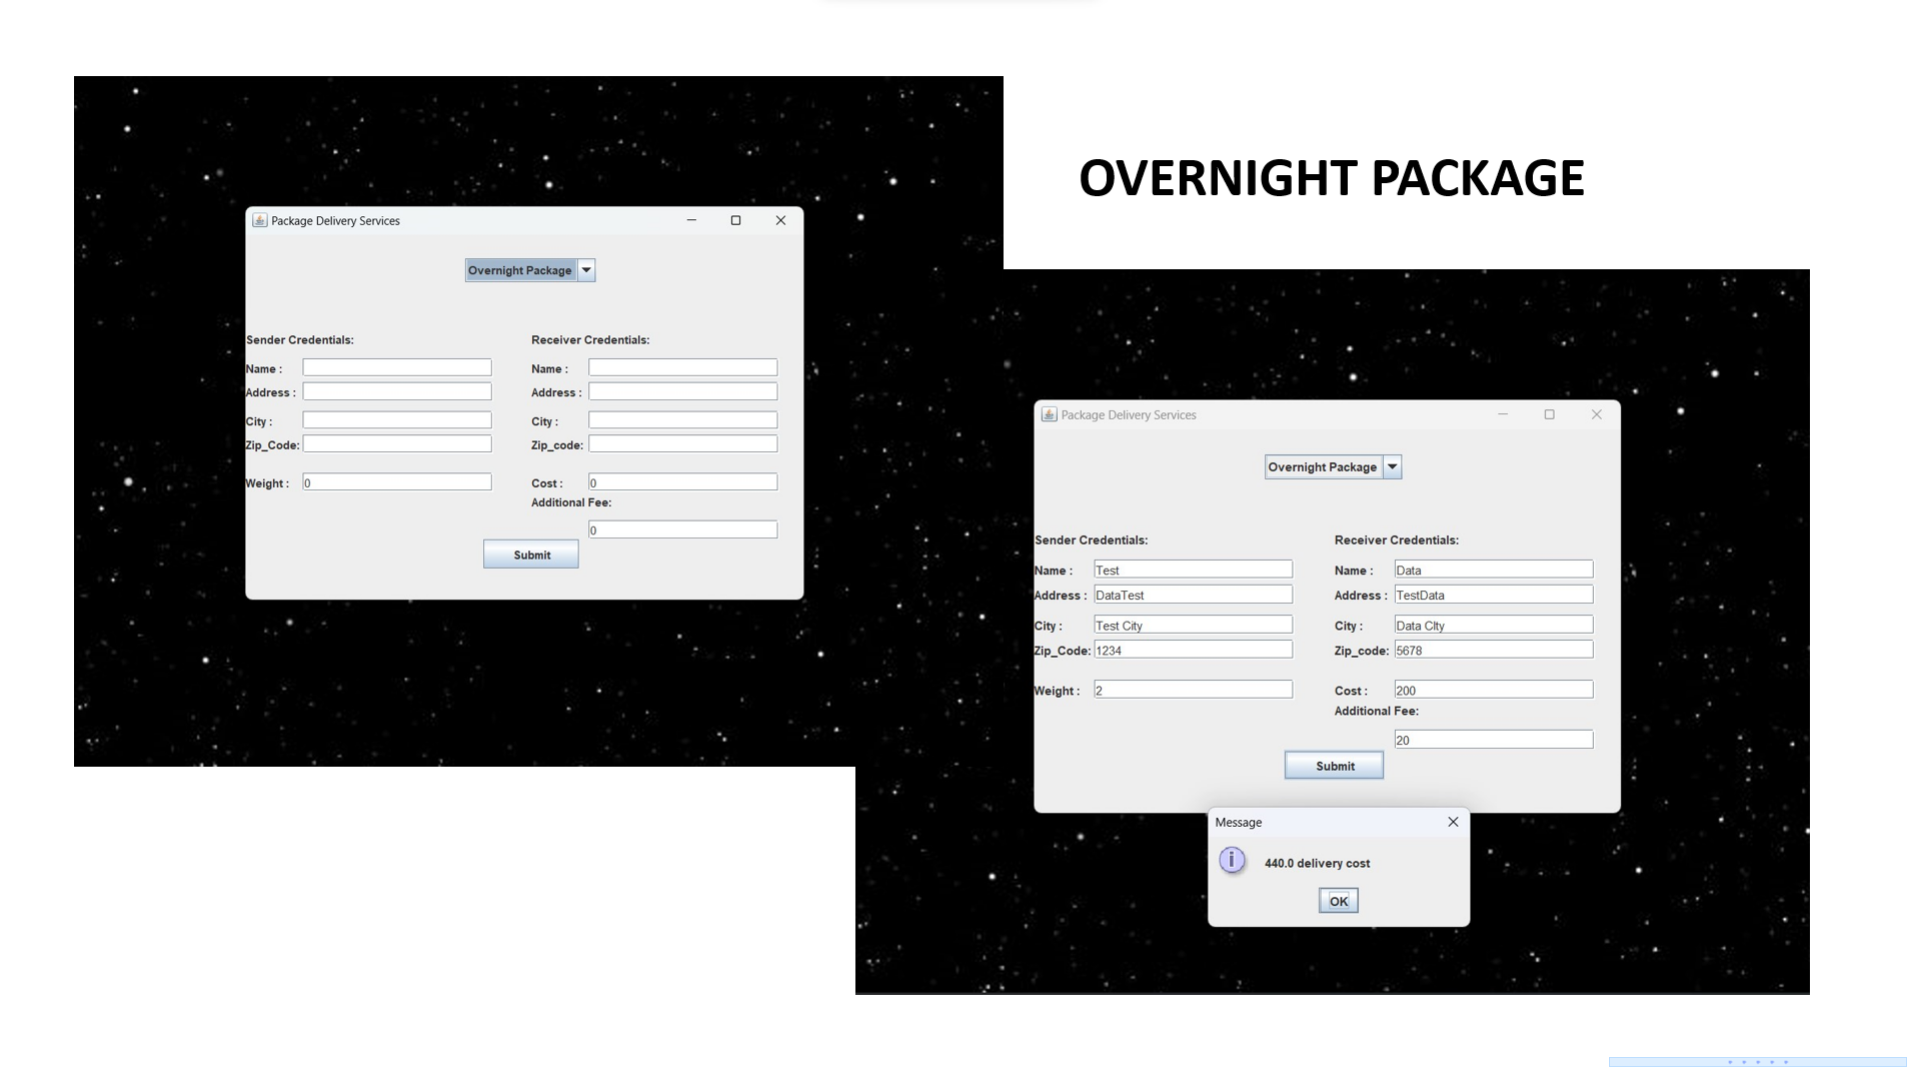 OVERNIGHT PACKAGE
Package Delivery Services
Overnight Package
Sender Credentials: Receiver Credentials:
Name : Name :
Address : Address :
City : City :
Zip_Code: Zip_code:
Weight : 0 Cost : 0
Additional Fee:
0
Submit
Package Delivery Services
Overnight Package
Sender Credentials: Receiver Credentials:
Name : Test Name : Data
Address : DataTest Address : TestData
City : Test City City : Data CIty
Zip_Code: 1234 Zip_code: 5678
Weight : 2 Cost : 200
Additional Fee:
20
Submit
Message
440.0 delivery cost
OK